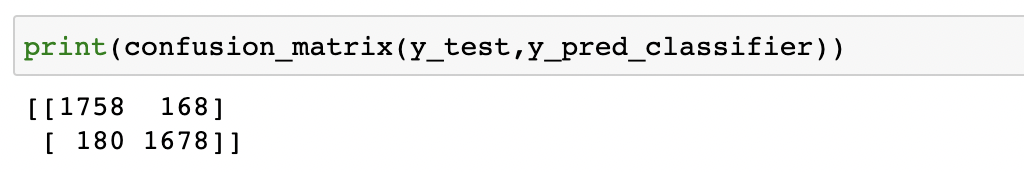 print(confusion_matrix(y_test,y_pred_classifier))
[[1758  168]
 [ 180 1678]]